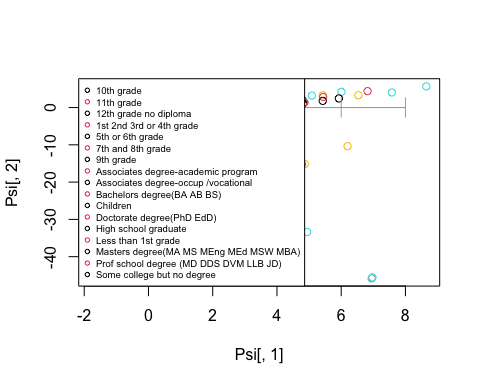 10th grade
11th grade
12th grade no diploma
1st 2nd 3rd or 4th grade
5th or 6th grade
7th and 8th grade
9th grade
Associates degree-academic program
Associates degree-occup /vocational
Bachelors degree(BA AB BS)
Children
Doctorate degree(PhD EdD)
High school graduate
Less than 1st grade
Masters degree(MA MS MEng MEd MSW MBA)
Prof school degree (MD DDS DVM LLB JD)
Some college but no degree
0
-10
-20
-30
-40
Psi[, 2]
-2 0 2 4 6 8
Psi[, 1]